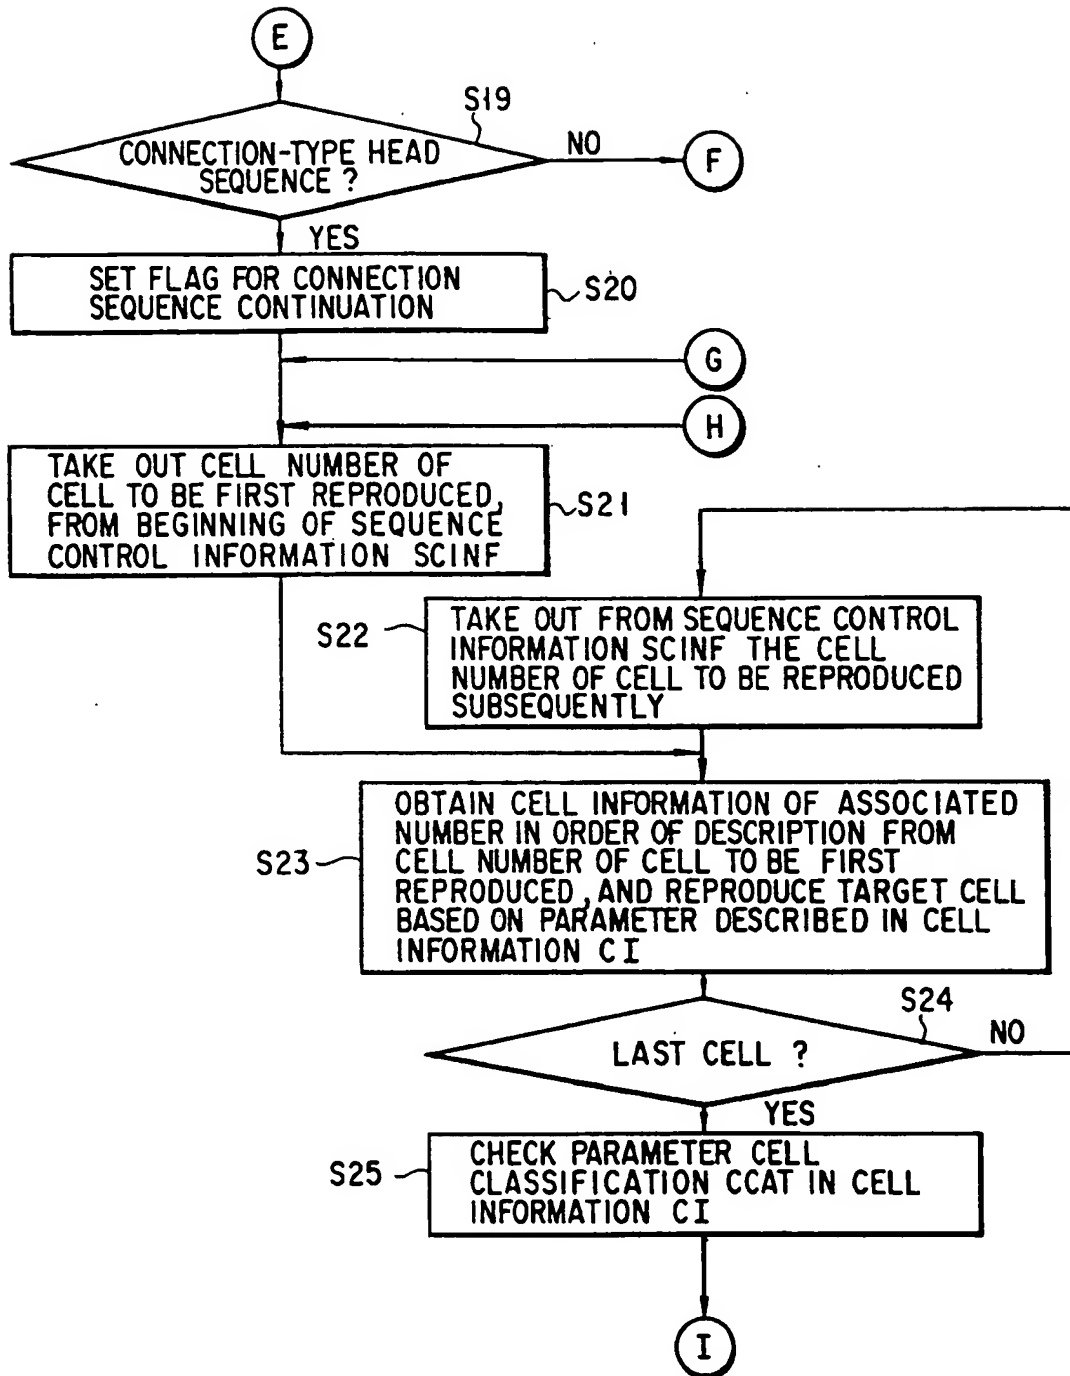 E
S19
CONNECTION-TYPE HEAD
SEQUENCE ?
NO
F
YES
SET FLAG FOR CONNECTION
SEQUENCE CONTINUATION
S20
G
H
TAKE OUT CELL NUMBER OF
CELL TO BE FIRST REPRODUCED,
FROM BEGINNING OF SEQUENCE
CONTROL INFORMATION SCINF
S21
S22
TAKE OUT FROM SEQUENCE CONTROL
INFORMATION SCINF THE CELL
NUMBER OF CELL TO BE REPRODUCED
SUBSEQUENTLY
S23
OBTAIN CELL INFORMATION OF ASSOCIATED
NUMBER IN ORDER OF DESCRIPTION FROM
CELL NUMBER OF CELL TO BE FIRST
REPRODUCED, AND REPRODUCE TARGET CELL
BASED ON PARAMETER DESCRIBED IN CELL
INFORMATION CI
S24
LAST CELL ?
NO
YES
S25
CHECK PARAMETER CELL
CLASSIFICATION CCAT IN CELL
INFORMATION CI
I